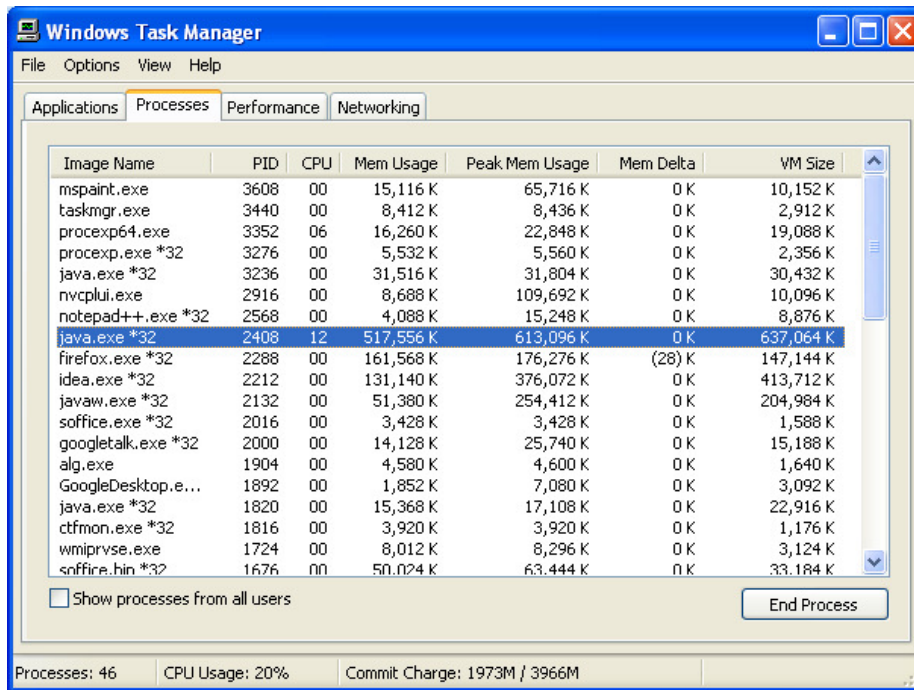 Windows Task Manager
File Options View Help
Applications Processes Performance Networking
Image Name PID CPU Mem Usage Peak Mem Usage Mem Delta VM Size
mspaint.exe 3608 00 15,116 K 65,716 K 0 K 10,152 K
taskmgr.exe 3440 00 8,412 K 8,436 K 0 K 2,912 K
procexp64.exe 3352 06 16,260 K 22,848 K 0 K 19,088 K
procexp.exe *32 3276 00 5,532 K 5,560 K 0 K 2,356 K
java.exe *32 3236 00 31,516 K 31,804 K 0 K 30,432 K
nvcplui.exe 2916 00 8,688 K 109,692 K 0 K 10,096 K
notepad++.exe *32 2568 00 4,088 K 15,248 K 0 K 8,876 K
java.exe *32 2408 12 517,556 K 613,096 K 0 K 637,064 K
firefox.exe *32 2288 00 161,568 K 176,276 K (28) K 147,144 K
idea.exe *32 2212 00 131,140 K 376,072 K 0 K 413,712 K
javaw.exe *32 2132 00 51,380 K 254,412 K 0 K 204,984 K
soffice.exe *32 2016 00 3,428 K 3,428 K 0 K 1,588 K
googletalk.exe *32 2000 00 14,128 K 25,740 K 0 K 15,188 K
alg.exe 1904 00 4,580 K 4,600 K 0 K 1,640 K
GoogleDesktop.e... 1892 00 1,852 K 7,080 K 0 K 3,092 K
java.exe *32 1820 00 15,368 K 17,108 K 0 K 22,916 K
ctfmon.exe *32 1816 00 3,920 K 3,920 K 0 K 1,176 K
wmiprvse.exe 1724 00 8,012 K 8,296 K 0 K 3,124 K
soffice.bin *32 1676 00 50,024 K 63,444 K 0 K 33,184 K
Show processes from all users
End Process
Processes: 46 CPU Usage: 20% Commit Charge: 1973M / 3966M